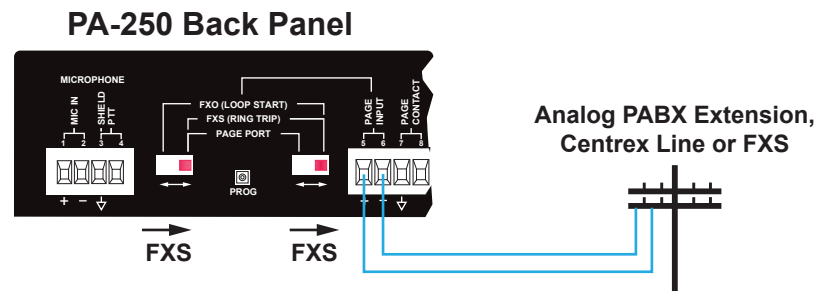 PA-250 Back Panel
MICROPHONE
MIC IN
SHIELD
PTT
1 2 3 4
+ −
FXO (LOOP START)
FXS (RING TRIP)
PAGE PORT
PROG
PAGE
INPUT
PAGE
CONTACT
5 6 7 8
FXS
FXS
Analog PABX Extension,
Centrex Line or FXS